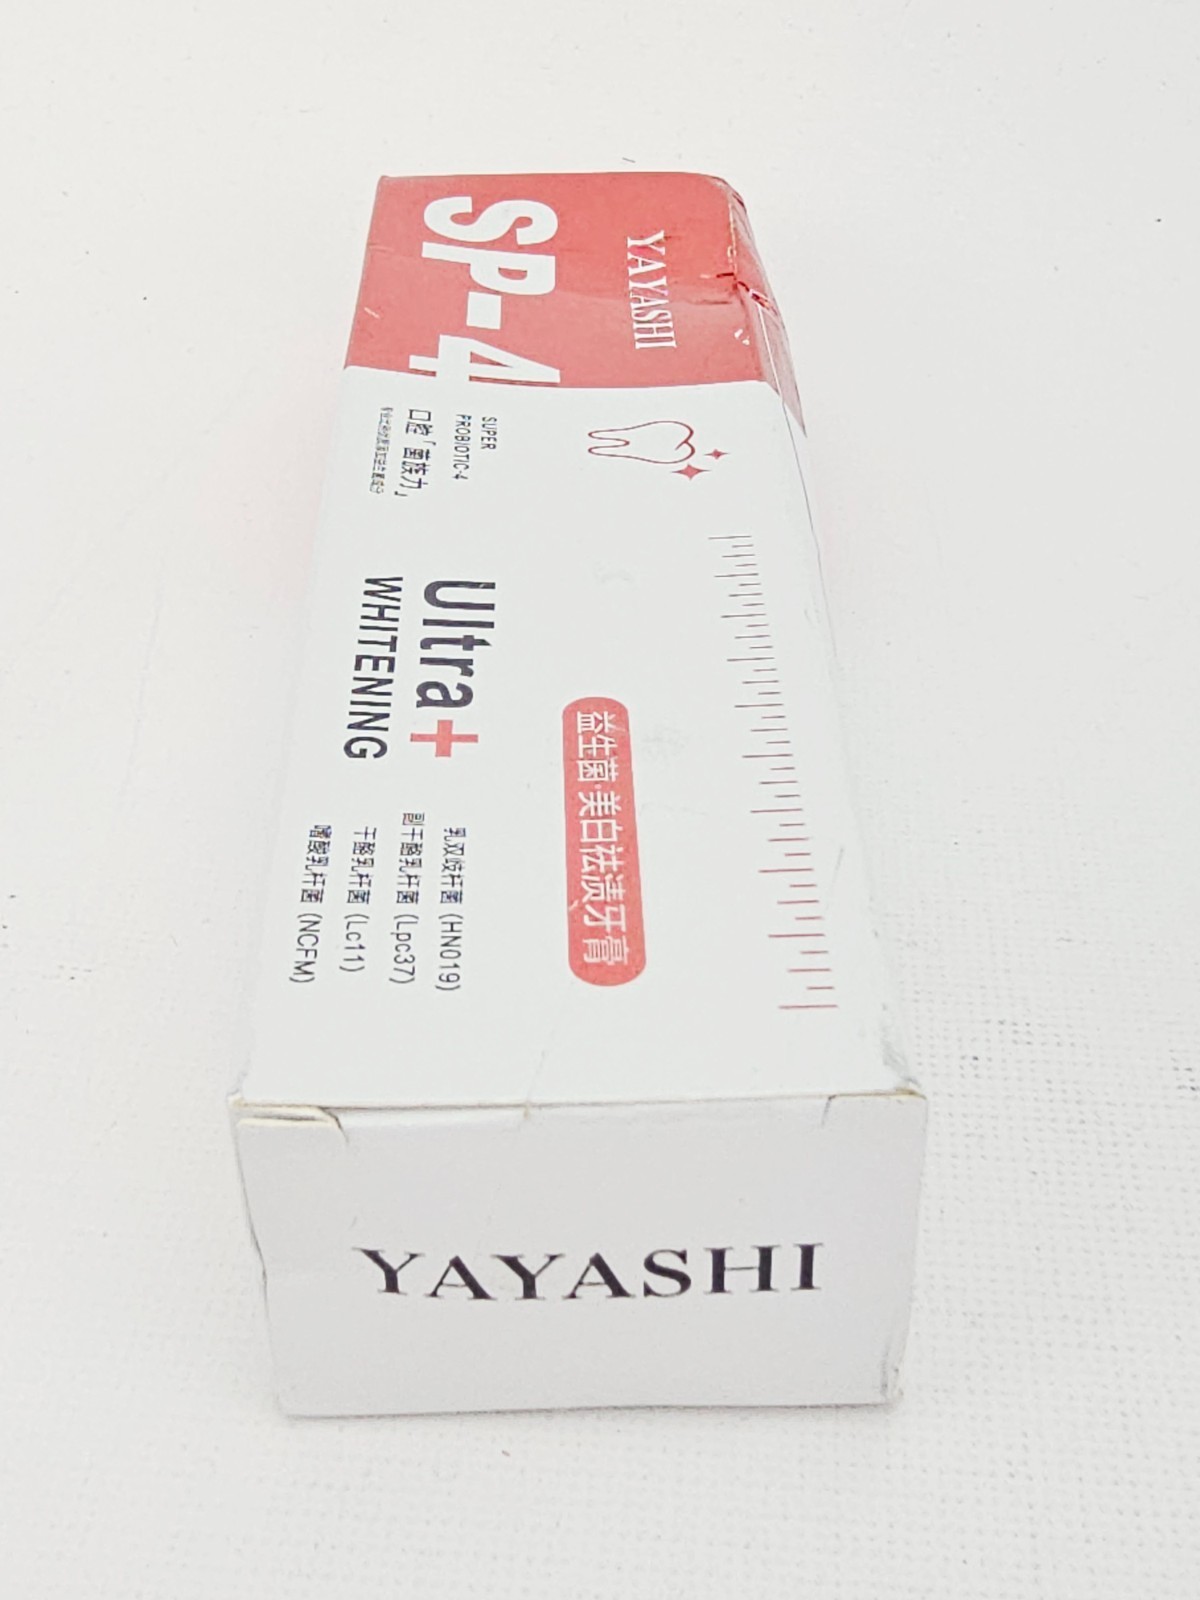 YAYASHI
SP-4
SUPER
PROBIOTIC-4
口腔「菌族力」
Ultra+
WHITENING
益生菌·美白祛渍牙膏
乳双歧杆菌 (HN019)
副干酪乳杆菌 (Lpc37)
干酪乳杆菌 (Lc11)
嗜酸乳杆菌 (NCFM)
YAYASHI